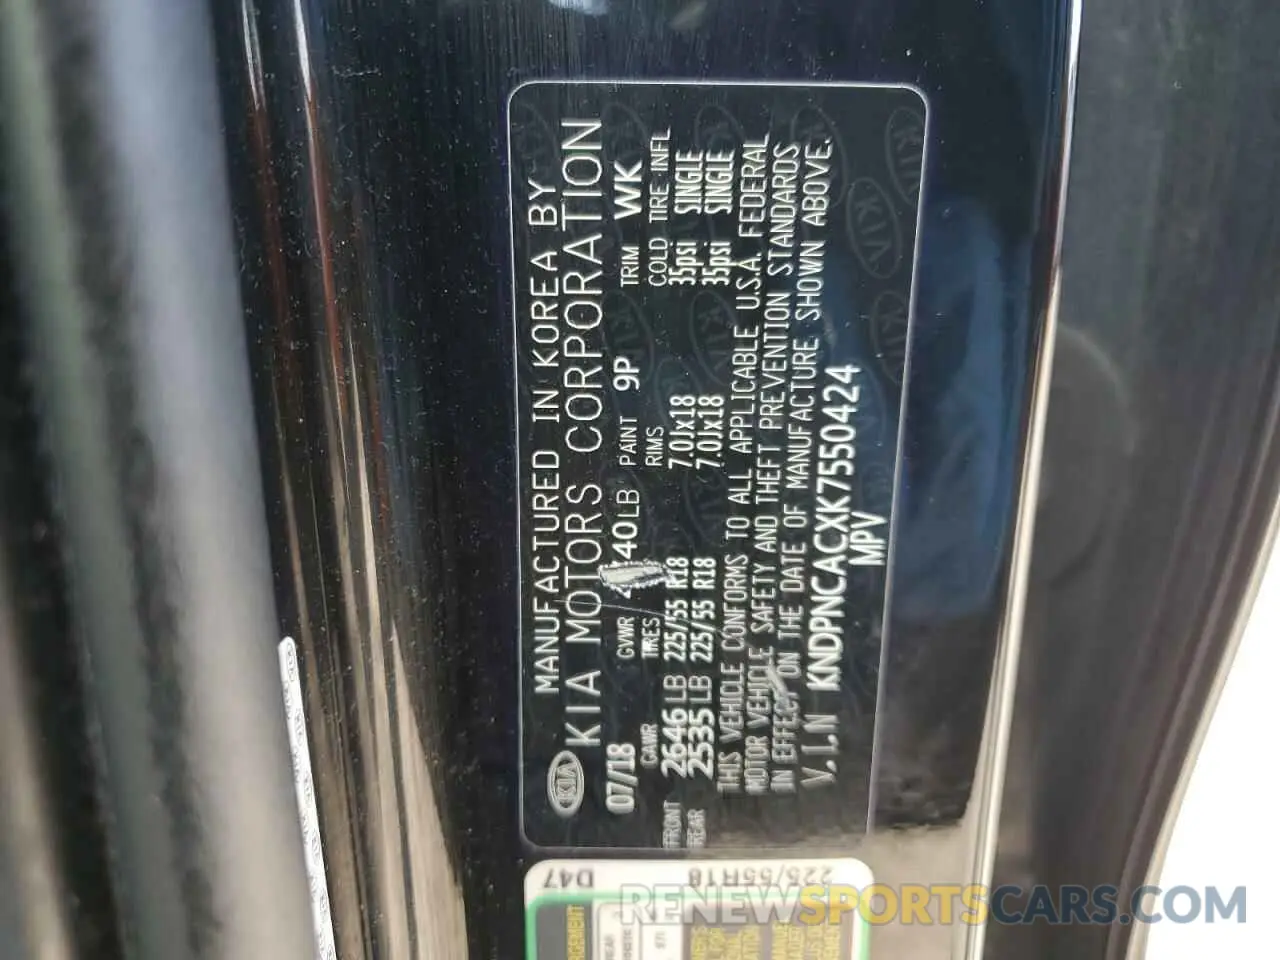 KIA
MANUFACTURED IN KOREA BY
KIA MOTORS CORPORATION
07/18 GVWR 40LB PAINT 9P TRIM WK
GAWR TIRES RIMS COLD TIRE INFL
FRONT 2646LB 225/55 R18 7.0Jx18 35psi SINGLE
REAR 2535LB 225/55 R18 7.0Jx18 35psi SINGLE
THIS VEHICLE CONFORMS TO ALL APPLICABLE U.S.A. FEDERAL
MOTOR VEHICLE SAFETY AND THEFT PREVENTION STANDARDS
IN EFFECT ON THE DATE OF MANUFACTURE SHOWN ABOVE.
V.I.N KNDPNCACXK7550424
MPV
D47
225/55R18
RENEWSPORTSCARS.COM